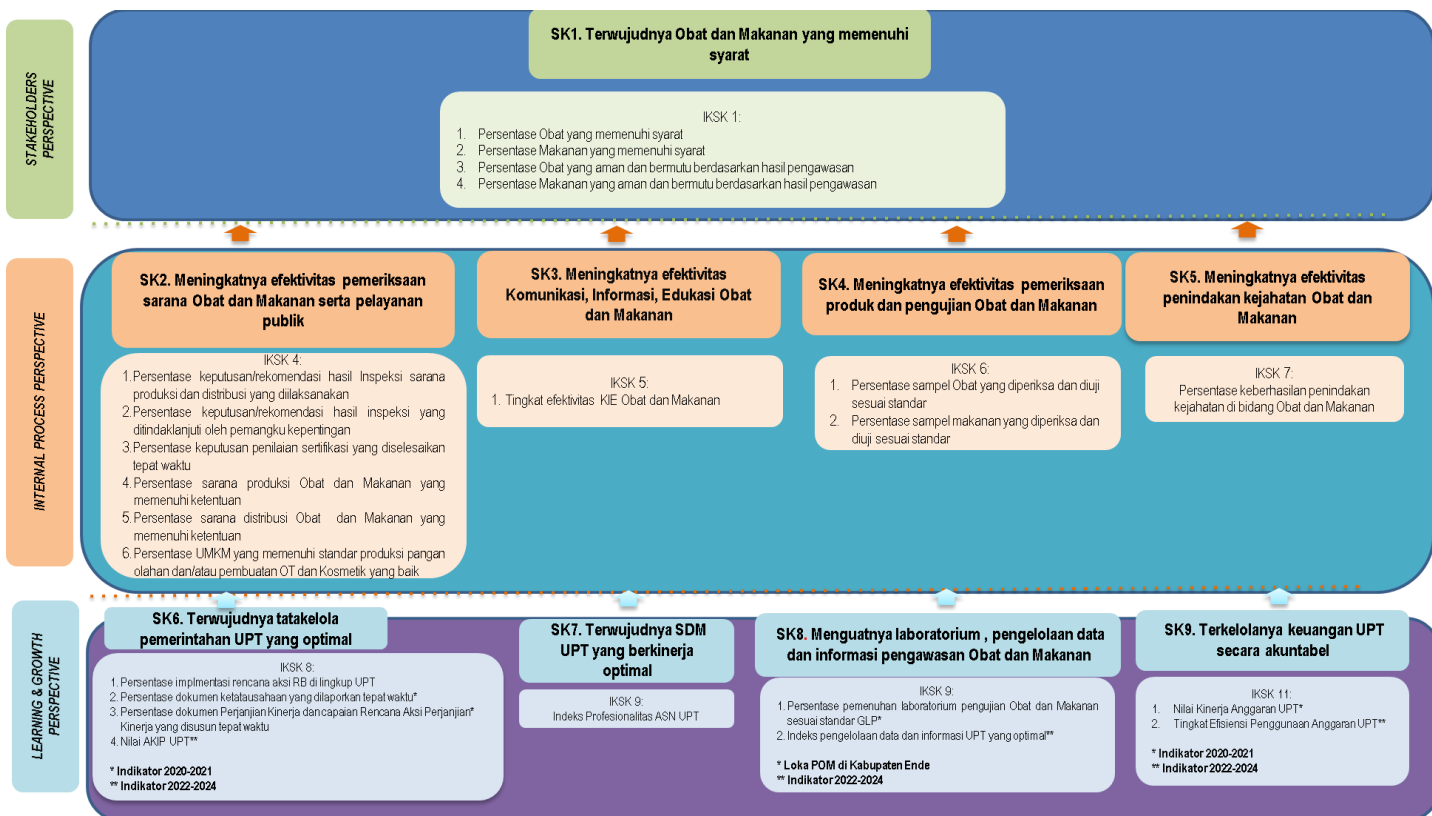 STAKEHOLDERS
PERSPECTIVE
SK1. Terwujudnya Obat dan Makanan yang memenuhi
syarat
IKSK 1:
1. Persentase Obat yang memenuhi syarat
2. Persentase Makanan yang memenuhi syarat
3. Persentase Obat yang aman dan bermutu berdasarkan hasil pengawasan
4. Persentase Makanan yang aman dan bermutu berdasarkan hasil pengawasan
INTERNAL PROCESS PERSPECTIVE
SK2. Meningkatnya efektivitas pemeriksaan
sarana Obat dan Makanan serta pelayanan
publik
IKSK 4:
1. Persentase keputusan/rekomendasi hasil Inspeksi sarana
produksi dan distribusi yang diilaksanakan
2. Persentase keputusan/rekomendasi hasil inspeksi yang
ditindaklanjuti oleh pemangku kepentingan
3. Persentase keputusan penilaian sertifikasi yang diselesaikan
tepat waktu
4. Persentase sarana produksi Obat dan Makanan yang
memenuhi ketentuan
5. Persentase sarana distribusi Obat dan Makanan yang
memenuhi ketentuan
6. Persentase UMKM yang memenuhi standar produksi pangan
olahan dan/atau pembuatan OT dan Kosmetik yang baik
SK3. Meningkatnya efektivitas
Komunikasi, Informasi, Edukasi Obat
dan Makanan
IKSK 5:
1. Tingkat efektivitas KIE Obat dan Makanan
SK4. Meningkatnya efektivitas pemeriksaan
produk dan pengujian Obat dan Makanan
IKSK 6:
1. Persentase sampel Obat yang diperiksa dan diuji
sesuai standar
2. Persentase sampel makanan yang diperiksa dan
diuji sesuai standar
SK5. Meningkatnya efektivitas
penindakan kejahatan Obat dan
Makanan
IKSK 7:
Persentase keberhasilan penindakan
kejahatan di bidang Obat dan Makanan
LEARNING & GROWTH
PERSPECTIVE
SK6. Terwujudnya tatakelola
pemerintahan UPT yang optimal
IKSK 8:
1. Persentase implmentasi rencana aksi RB di lingkup UPT
2. Persentase dokumen ketatausahaan yang dilaporkan tepat waktu*
3. Persentase dokumen Perjanjian Kinerja dan capaian Rencana Aksi Perjanjian*
Kinerja yang disusun tepat waktu
4. Nilai AKIP UPT**
* Indikator 2020-2021
** Indikator 2022-2024
SK7. Terwujudnya SDM
UPT yang berkinerja
optimal
IKSK 9:
Indeks Profesionalitas ASN UPT
SK8. Menguatnya laboratorium , pengelolaan data
dan informasi pengawasan Obat dan Makanan
IKSK 9:
1. Persentase pemenuhan laboratorium pengujian Obat dan Makanan
sesuai standar GLP*
2. Indeks pengelolaan data dan informasi UPT yang optimal**
* Loka POM di Kabupaten Ende
** Indikator 2022-2024
SK9. Terkelolanya keuangan UPT
secara akuntabel
IKSK 11:
1. Nilai Kinerja Anggaran UPT*
2. Tingkat Efisiensi Penggunaan Anggaran UPT**
* Indikator 2020-2021
** Indikator 2022-2024